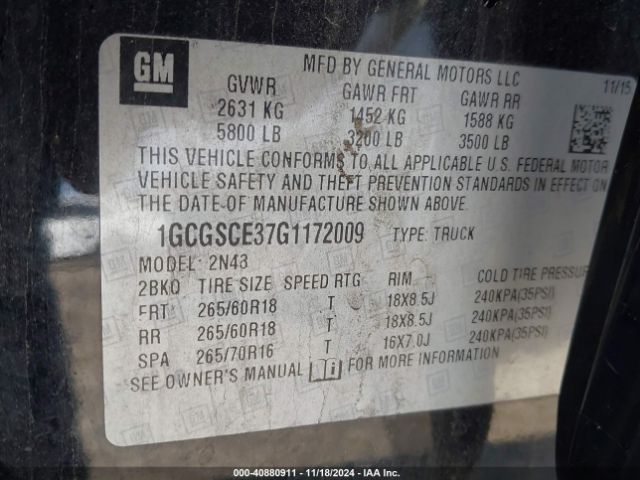 GM
MFD BY GENERAL MOTORS LLC
11/15
GVWR GAWR FRT GAWR RR
2631 KG 1452 KG 1588 KG
5800 LB 3200 LB 3500 LB
THIS VEHICLE CONFORMS TO ALL APPLICABLE U.S. FEDERAL MOTOR
VEHICLE SAFETY AND THEFT PREVENTION STANDARDS IN EFFECT ON
THE DATE OF MANUFACTURE SHOWN ABOVE.
1GCGSCE37G1172009 TYPE: TRUCK
MODEL: 2N43
2BKQ TIRE SIZE SPEED RTG RIM COLD TIRE PRESSUR
FRT 265/60R18 T 18X8.5J 240KPA(35PSI)
RR 265/60R18 T 18X8.5J 240KPA(35PSI)
SPA 265/70R16 T 16X7.0J 240KPA(35PSI)
SEE OWNER'S MANUAL FOR MORE INFORMATION
000-40880911 - 11/18/2024 - IAA Inc.